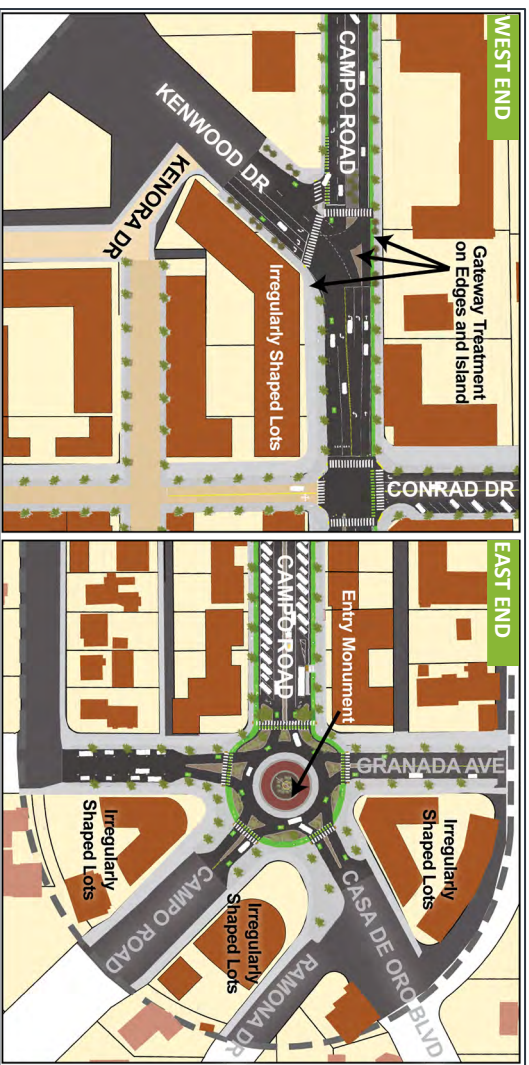 WEST END
CAMPO ROAD
KENWOOD DR
KENORA DR
Gateway Treatment
on Edges and Island
Irregularly Shaped Lots
CONRAD DR
EAST END
CAMPO ROAD
Entry Monument
GRANADA AVE
Irregularly
Shaped Lots
Irregularly
Shaped Lots
Irregularly
Shaped Lots
CAMPO ROAD
CASA DE ORO BLVD
RAMONA DR